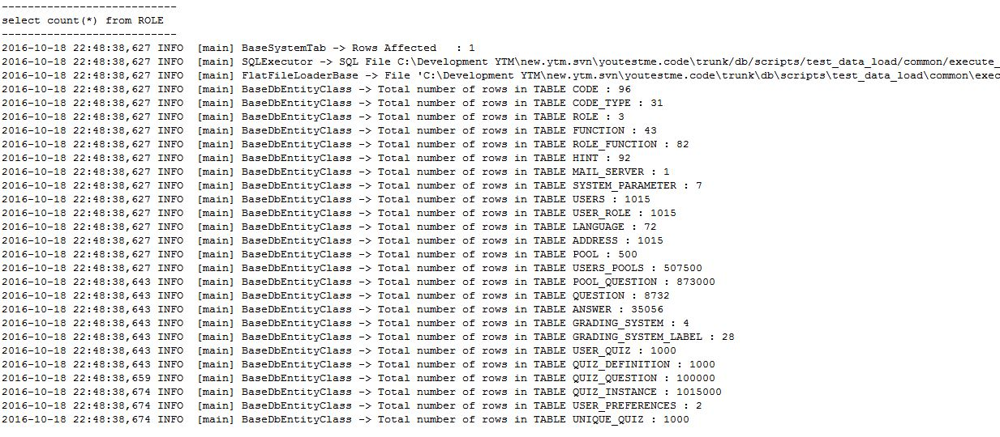 ---------------------------
select count(*) from ROLE
---------------------------
2016-10-18 22:48:38,627 INFO  [main] BaseSystemTab -> Rows Affected   : 1
2016-10-18 22:48:38,627 INFO  [main] SQLExecutor -> SQL File C:\Development YTM\new.ytm.svn\youtestme.code\trunk/db/scripts/test_data_load/common/execute_
2016-10-18 22:48:38,627 INFO  [main] FlatFileLoaderBase -> File 'C:\Development YTM\new.ytm.svn\youtestme.code\trunk\db\scripts\test_data_load\common\exec
2016-10-18 22:48:38,627 INFO  [main] BaseDbEntityClass -> Total number of rows in TABLE CODE : 96
2016-10-18 22:48:38,627 INFO  [main] BaseDbEntityClass -> Total number of rows in TABLE CODE_TYPE : 31
2016-10-18 22:48:38,627 INFO  [main] BaseDbEntityClass -> Total number of rows in TABLE ROLE : 3
2016-10-18 22:48:38,627 INFO  [main] BaseDbEntityClass -> Total number of rows in TABLE FUNCTION : 43
2016-10-18 22:48:38,627 INFO  [main] BaseDbEntityClass -> Total number of rows in TABLE ROLE_FUNCTION : 82
2016-10-18 22:48:38,627 INFO  [main] BaseDbEntityClass -> Total number of rows in TABLE HINT : 92
2016-10-18 22:48:38,627 INFO  [main] BaseDbEntityClass -> Total number of rows in TABLE MAIL_SERVER : 1
2016-10-18 22:48:38,627 INFO  [main] BaseDbEntityClass -> Total number of rows in TABLE SYSTEM_PARAMETER : 7
2016-10-18 22:48:38,627 INFO  [main] BaseDbEntityClass -> Total number of rows in TABLE USERS : 1015
2016-10-18 22:48:38,627 INFO  [main] BaseDbEntityClass -> Total number of rows in TABLE USER_ROLE : 1015
2016-10-18 22:48:38,627 INFO  [main] BaseDbEntityClass -> Total number of rows in TABLE LANGUAGE : 72
2016-10-18 22:48:38,627 INFO  [main] BaseDbEntityClass -> Total number of rows in TABLE ADDRESS : 1015
2016-10-18 22:48:38,627 INFO  [main] BaseDbEntityClass -> Total number of rows in TABLE POOL : 500
2016-10-18 22:48:38,627 INFO  [main] BaseDbEntityClass -> Total number of rows in TABLE USERS_POOLS : 507500
2016-10-18 22:48:38,643 INFO  [main] BaseDbEntityClass -> Total number of rows in TABLE POOL_QUESTION : 873000
2016-10-18 22:48:38,643 INFO  [main] BaseDbEntityClass -> Total number of rows in TABLE QUESTION : 8732
2016-10-18 22:48:38,643 INFO  [main] BaseDbEntityClass -> Total number of rows in TABLE ANSWER : 35056
2016-10-18 22:48:38,643 INFO  [main] BaseDbEntityClass -> Total number of rows in TABLE GRADING_SYSTEM : 4
2016-10-18 22:48:38,643 INFO  [main] BaseDbEntityClass -> Total number of rows in TABLE GRADING_SYSTEM_LABEL : 28
2016-10-18 22:48:38,643 INFO  [main] BaseDbEntityClass -> Total number of rows in TABLE USER_QUIZ : 1000
2016-10-18 22:48:38,643 INFO  [main] BaseDbEntityClass -> Total number of rows in TABLE QUIZ_DEFINITION : 1000
2016-10-18 22:48:38,659 INFO  [main] BaseDbEntityClass -> Total number of rows in TABLE QUIZ_QUESTION : 100000
2016-10-18 22:48:38,674 INFO  [main] BaseDbEntityClass -> Total number of rows in TABLE QUIZ_INSTANCE : 1015000
2016-10-18 22:48:38,674 INFO  [main] BaseDbEntityClass -> Total number of rows in TABLE USER_PREFERENCES : 2
2016-10-18 22:48:38,674 INFO  [main] BaseDbEntityClass -> Total number of rows in TABLE UNIQUE_QUIZ : 1000